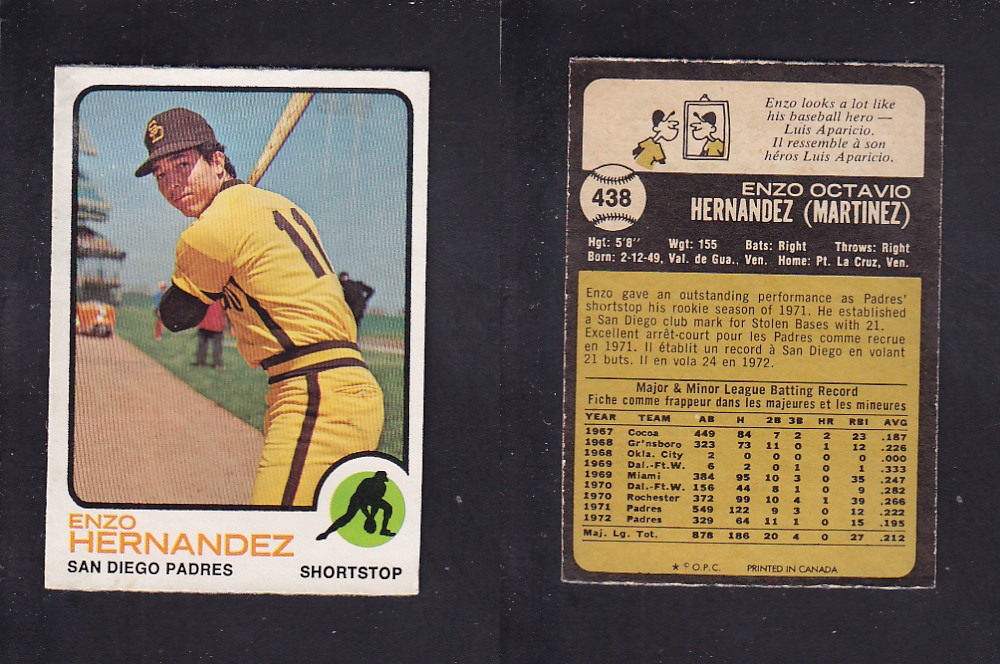 SD
11
ENZO
HERNANDEZ
SAN DIEGO PADRES
SHORTSTOP
Enzo looks a lot like
his baseball hero —
Luis Aparicio.
Il ressemble à son
héros Luis Aparicio.
438
ENZO OCTAVIO
HERNANDEZ (MARTINEZ)
Hgt: 5'8" Wgt: 155 Bats: Right Throws: Right
Born: 2-12-49, Val. de Gua., Ven. Home: Pt. La Cruz, Ven.
Enzo gave an outstanding performance as Padres'
shortstop his rookie season of 1971. He established
a San Diego club mark for Stolen Bases with 21.
Excellent arrêt-court pour les Padres comme recrue
en 1971. Il établit un record à San Diego en volant
21 buts. Il en vola 24 en 1972.
Major & Minor League Batting Record
Fiche comme frappeur dans les majeures et les mineures
YEAR TEAM AB H 2B 3B HR RBI AVG
1967 Cocoa 449 84 7 2 2 23 .187
1968 Gr'nsboro 323 73 11 0 1 12 .226
1968 Okla. City 2 0 0 0 0 0 .000
1969 Dal.-Ft.W. 6 2 0 1 0 1 .333
1969 Miami 384 95 10 3 0 35 .247
1970 Dal.-Ft.W. 156 44 8 1 0 9 .282
1970 Rochester 372 99 10 4 1 39 .266
1971 Padres 549 122 9 3 0 12 .222
1972 Padres 329 64 11 1 0 15 .195
Maj. Lg. Tot. 878 186 20 4 0 27 .212
★ © O.P.C. PRINTED IN CANADA